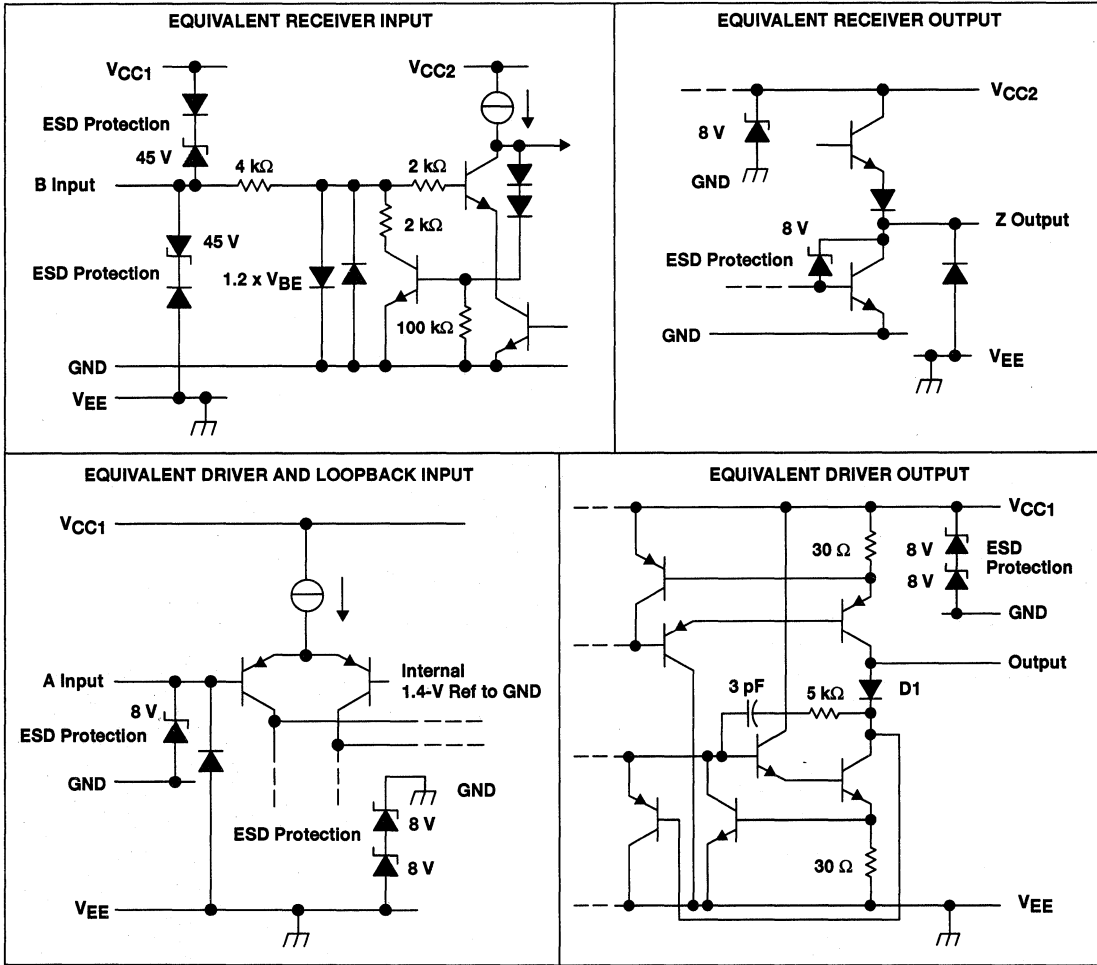 EQUIVALENT RECEIVER INPUT
VCC1
VCC2
ESD Protection
45 V
4 kΩ
2 kΩ
B Input
2 kΩ
45 V
ESD Protection
1.2 x VBE
100 kΩ
GND
VEE
EQUIVALENT RECEIVER OUTPUT
VCC2
8 V
GND
Z Output
8 V
ESD Protection
GND
VEE
EQUIVALENT DRIVER AND LOOPBACK INPUT
VCC1
A Input
Internal
1.4-V Ref to GND
8 V
ESD Protection
GND
GND
ESD Protection
8 V
8 V
VEE
EQUIVALENT DRIVER OUTPUT
VCC1
30 Ω
8 V
ESD
Protection
8 V
GND
Output
3 pF
5 kΩ
D1
30 Ω
VEE